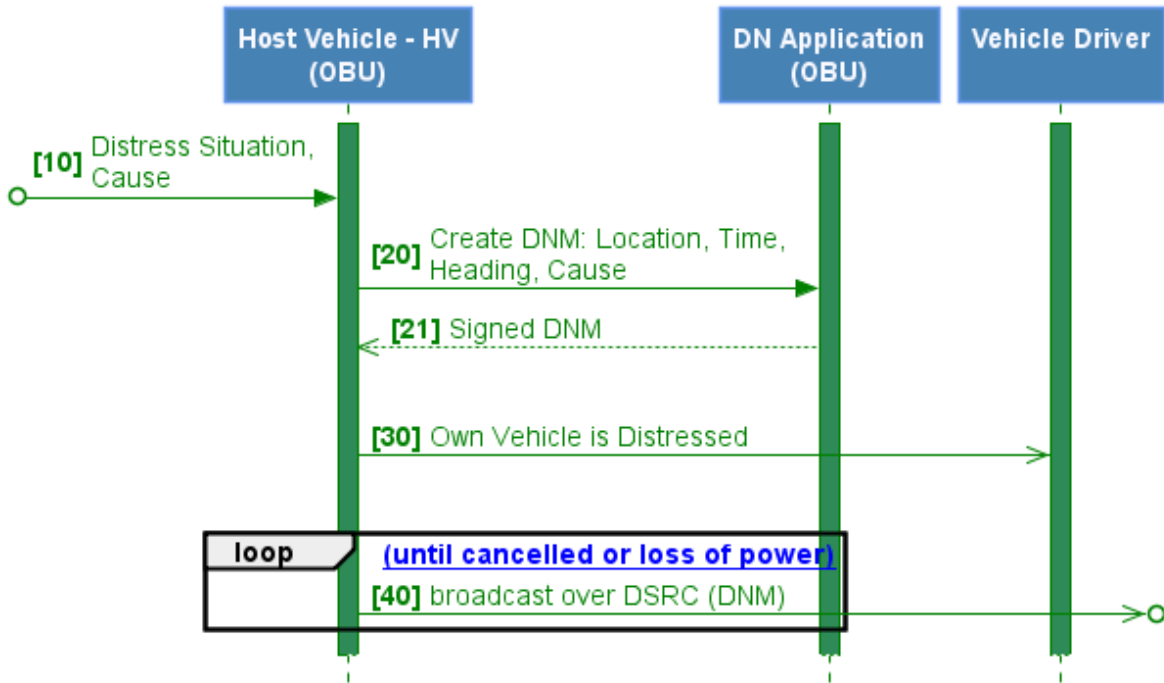 Host Vehicle - HV
(OBU)
DN Application
(OBU)
Vehicle Driver
[10] Distress Situation,
Cause
[20] Create DNM: Location, Time,
Heading, Cause
[21] Signed DNM
[30] Own Vehicle is Distressed
loop
(until cancelled or loss of power)
[40] broadcast over DSRC (DNM)